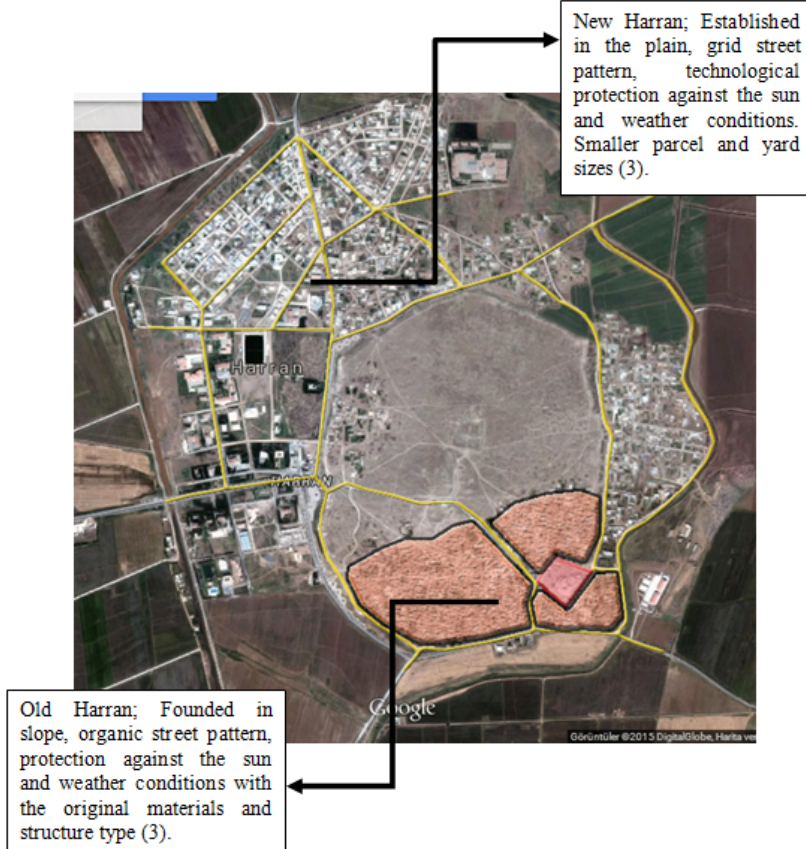 New Harran; Established
in the plain, grid street
pattern, technological
protection against the sun
and weather conditions.
Smaller parcel and yard
sizes (3).
Harran
HARRAN
Google
Görüntüler ©2015 DigitalGlobe, Harita ver
Old Harran; Founded in
slope, organic street pattern,
protection against the sun
and weather conditions with
the original materials and
structure type (3).